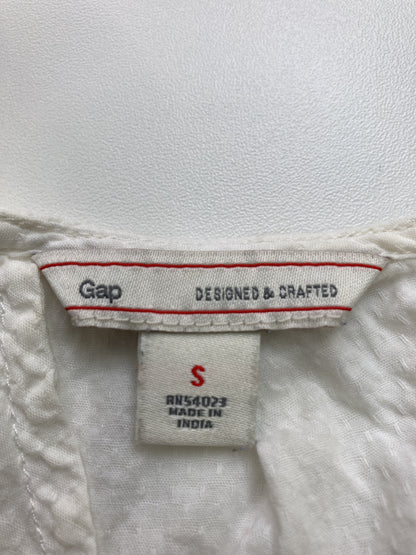 Gap DESIGNED & CRAFTED
S
RN54023
MADE IN
INDIA